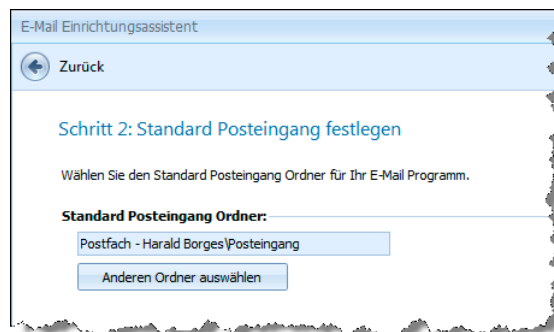 E-Mail Einrichtungsassistent
Zurück
Schritt 2: Standard Posteingang festlegen
Wählen Sie den Standard Posteingang Ordner für Ihr E-Mail Programm.
Standard Posteingang Ordner:
Postfach - Harald Borges\Posteingang
Anderen Ordner auswählen